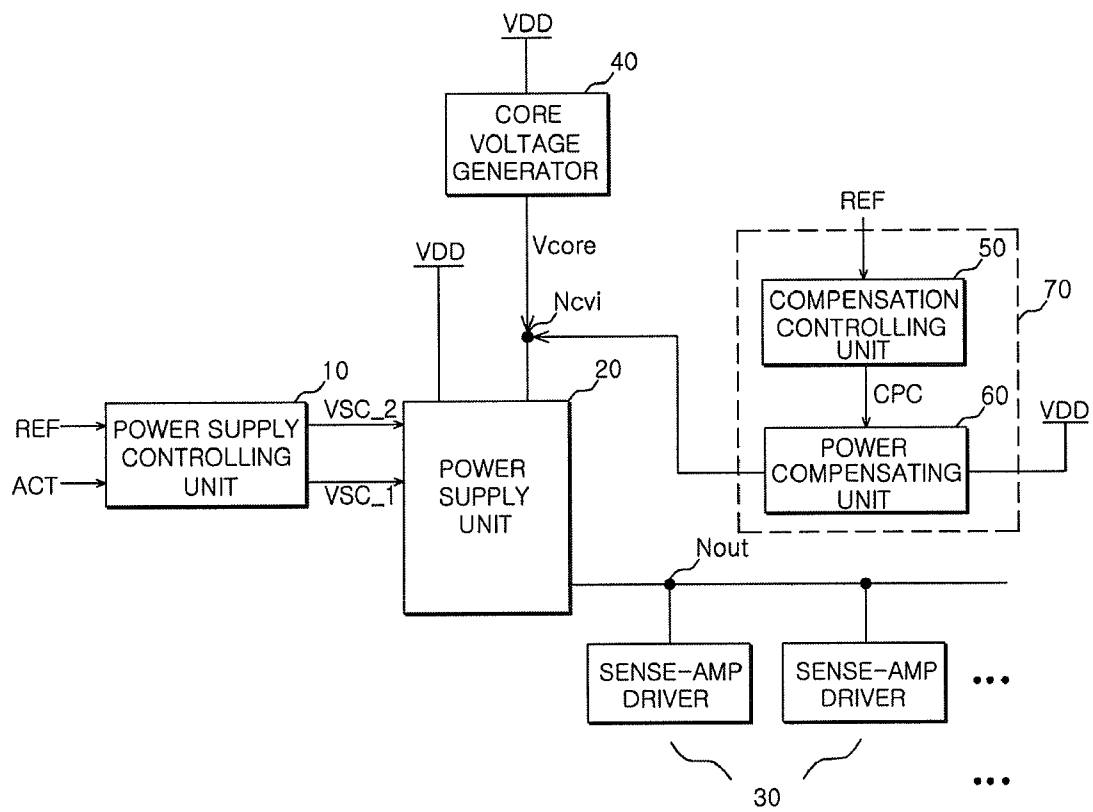 VDD
40
CORE
VOLTAGE
GENERATOR
REF
VDD
Vcore
50
70
Ncvi
COMPENSATION
CONTROLLING
UNIT
10
20
CPC
60
VDD
REF
VSC_2
POWER SUPPLY
CONTROLLING
UNIT
ACT
VSC_1
POWER
SUPPLY
UNIT
POWER
COMPENSATING
UNIT
Nout
SENSE-AMP
DRIVER
SENSE-AMP
DRIVER
•••
30
•••